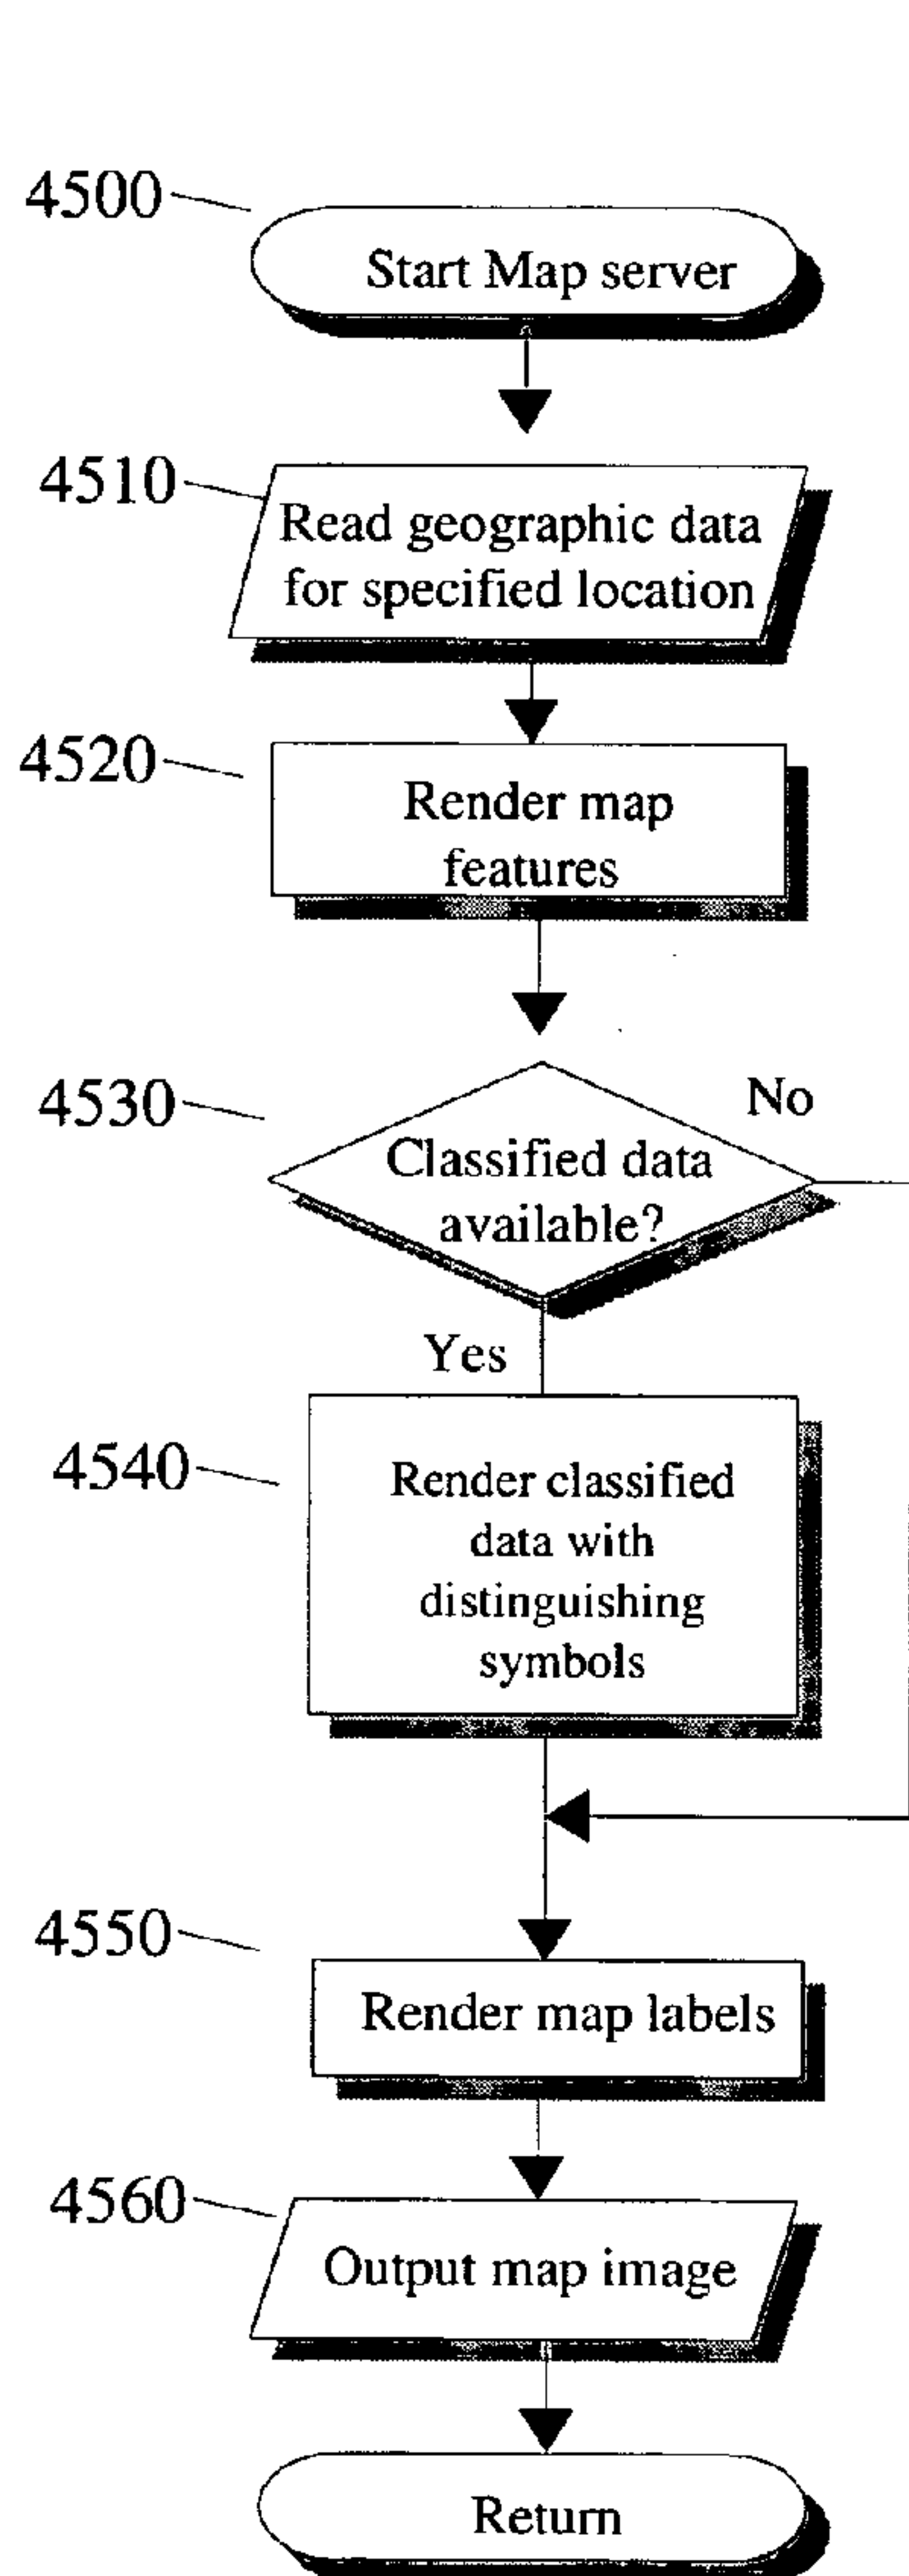 4500
Start Map server
4510
Read geographic data
for specified location
4520
Render map
features
4530
No
Classified data
available?
Yes
4540
Render classified
data with
distinguishing
symbols
4550
Render map labels
4560
Output map image
Return